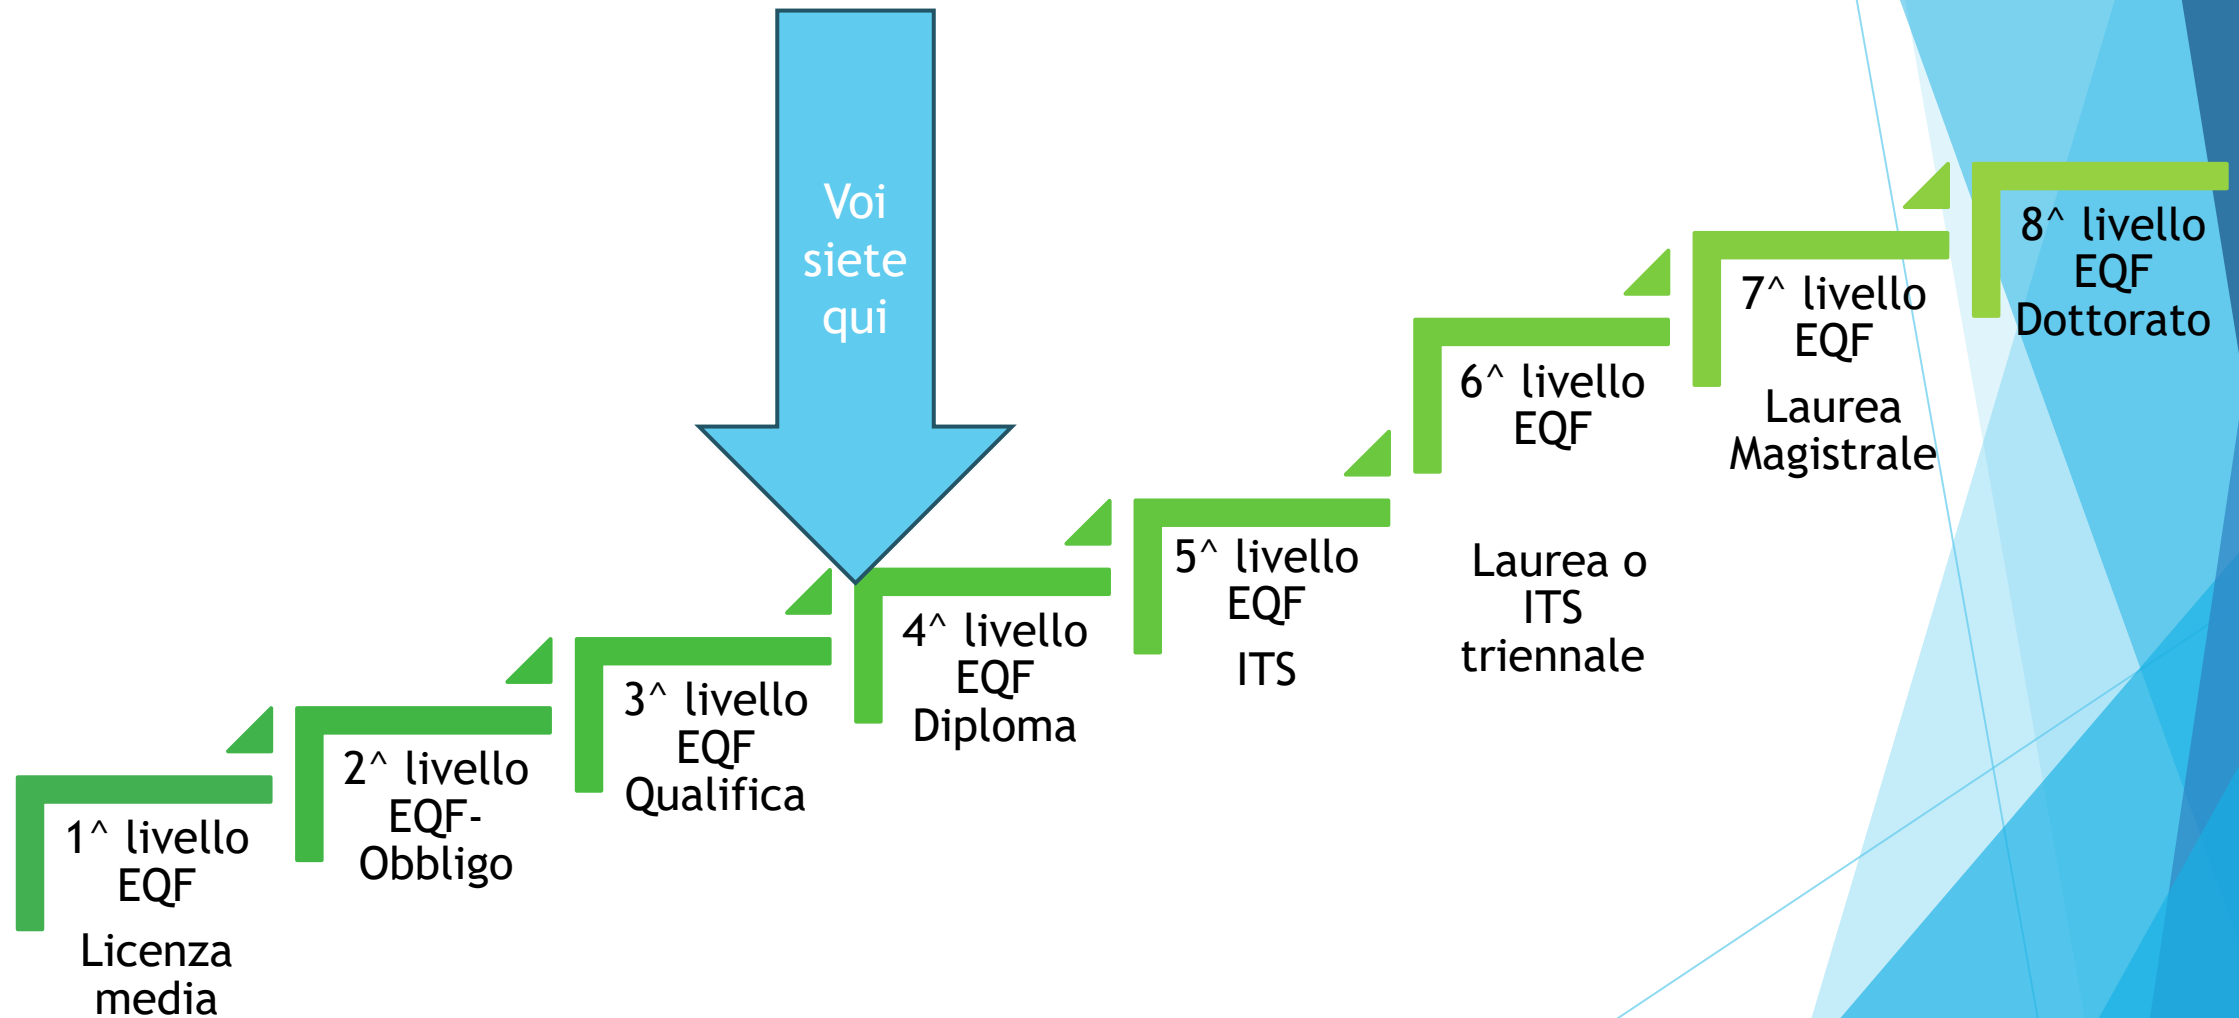 Voi
siete
qui
1^ livello
EQF
Licenza
media
2^ livello
EQF-
Obbligo
3^ livello
EQF
Qualifica
4^ livello
EQF
Diploma
5^ livello
EQF
ITS
6^ livello
EQF
Laurea o
ITS
triennale
7^ livello
EQF
Laurea
Magistrale
8^ livello
EQF
Dottorato